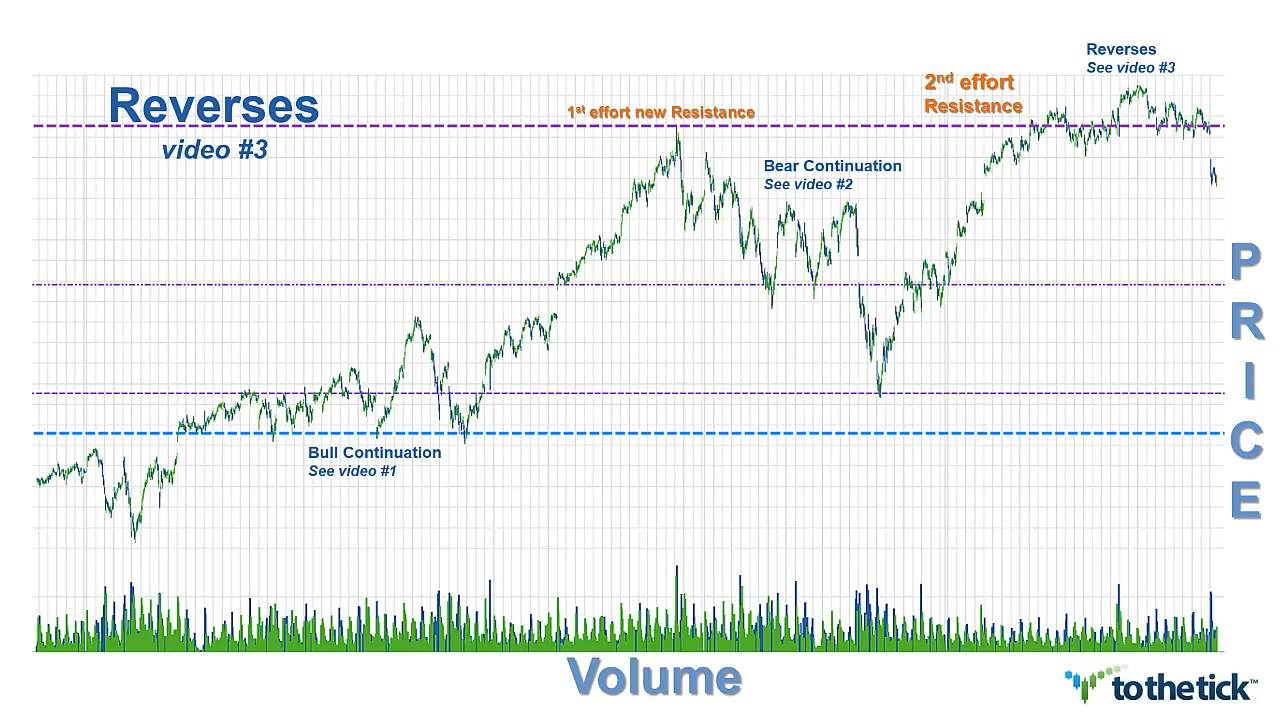 Reverses
video #3
1st effort new Resistance
Bear Continuation
See video #2
2nd effort
Resistance
Reverses
See video #3
Bull Continuation
See video #1
PRICE
Volume
tothetick™